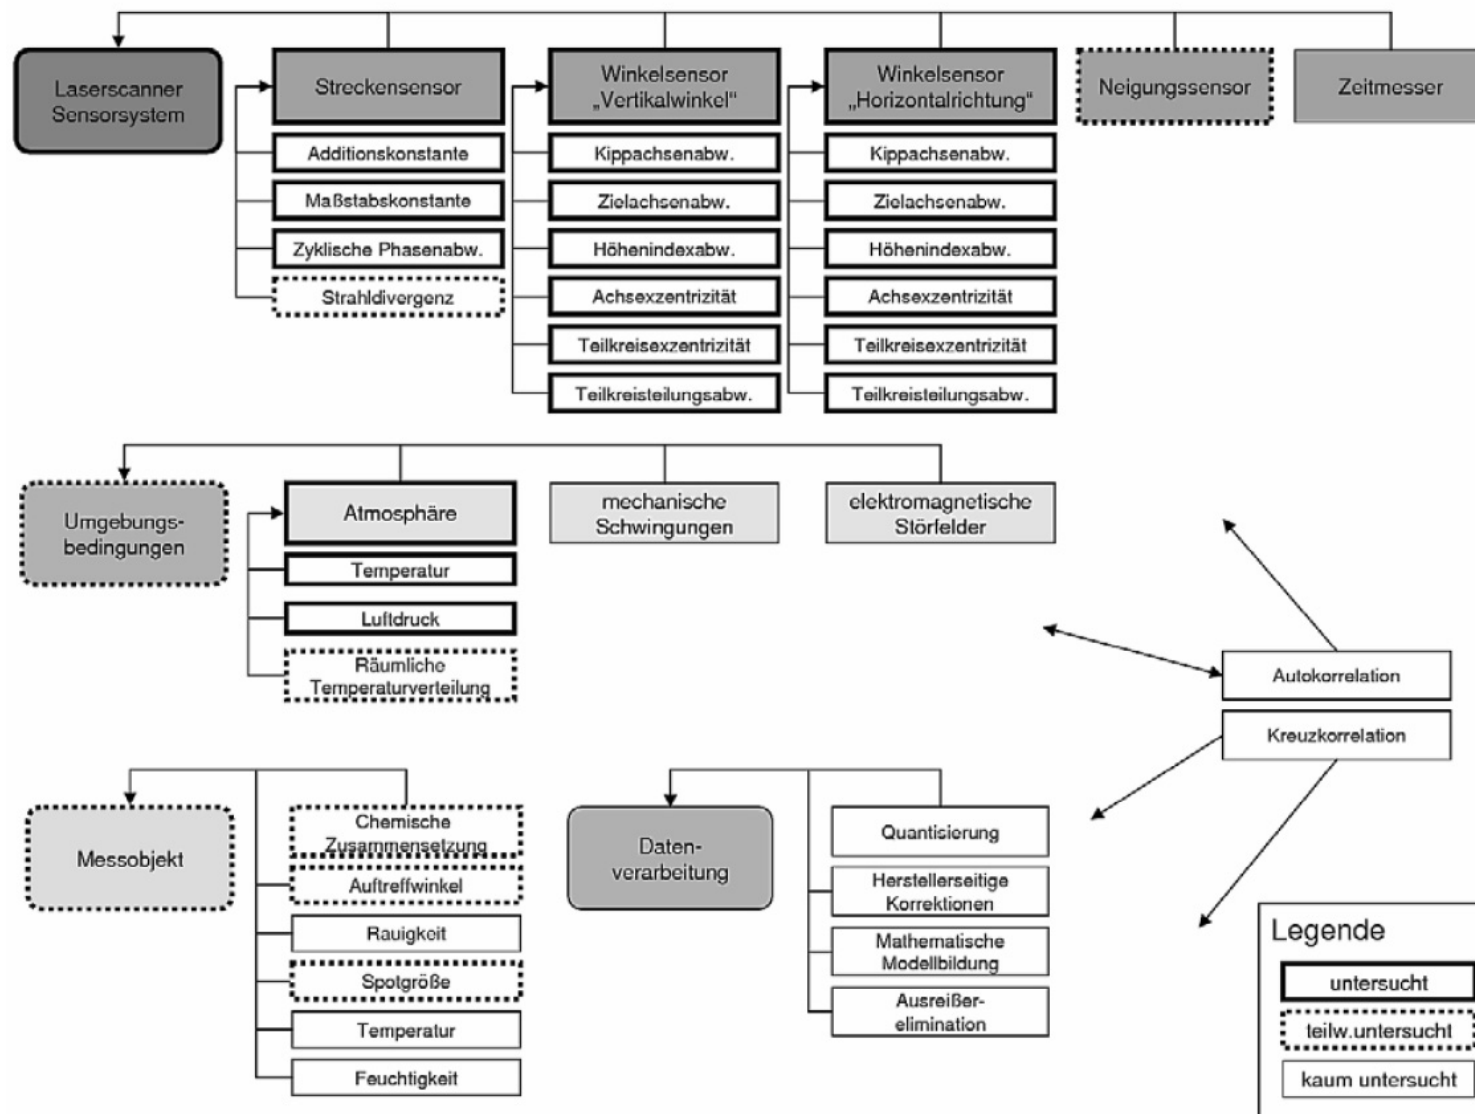 Laserscanner
Sensorsystem
Streckensensor
Winkelsensor
„Vertikalwinkel“
Winkelsensor
„Horizontalrichtung“
Neigungssensor
Zeitmesser
Additionskonstante
Maßstabskonstante
Zyklische Phasenabw.
Strahldivergenz
Kippachsenabw.
Zielachsenabw.
Höhenindexabw.
Achsexzentrizität
Teilkreisexzentrizität
Teilkreisteilungsabw.
Kippachsenabw.
Zielachsenabw.
Höhenindexabw.
Achsexzentrizität
Teilkreisexzentrizität
Teilkreisteilungsabw.
Umgebungs-
bedingungen
Atmosphäre
mechanische
Schwingungen
elektromagnetische
Störfelder
Temperatur
Luftdruck
Räumliche
Temperaturverteilung
Autokorrelation
Kreuzkorrelation
Messobjekt
Chemische
Zusammensetzung
Auftreffwinkel
Rauigkeit
Spotgröße
Temperatur
Feuchtigkeit
Daten-
verarbeitung
Quantisierung
Herstellerseitige
Korrektionen
Mathematische
Modellbildung
Ausreißer-
elimination
Legende
untersucht
teilw.untersucht
kaum untersucht